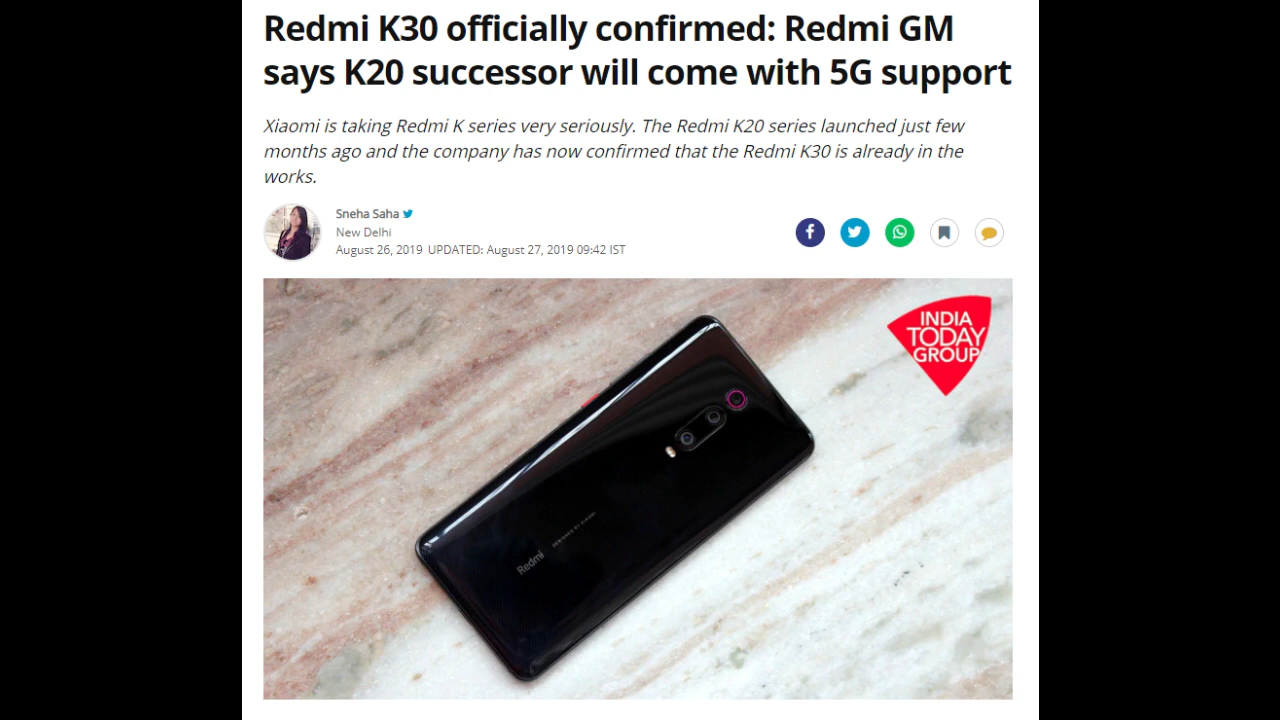 Redmi K30 officially confirmed: Redmi GM
says K20 successor will come with 5G support
Xiaomi is taking Redmi K series very seriously. The Redmi K20 series launched just few
months ago and the company has now confirmed that the Redmi K30 is already in the
works.
Sneha Saha
New Delhi
August 26, 2019 UPDATED: August 27, 2019 09:42 IST
INDIA
TODAY
GROUP
Redmi
DESIGNED BY XIAOMI